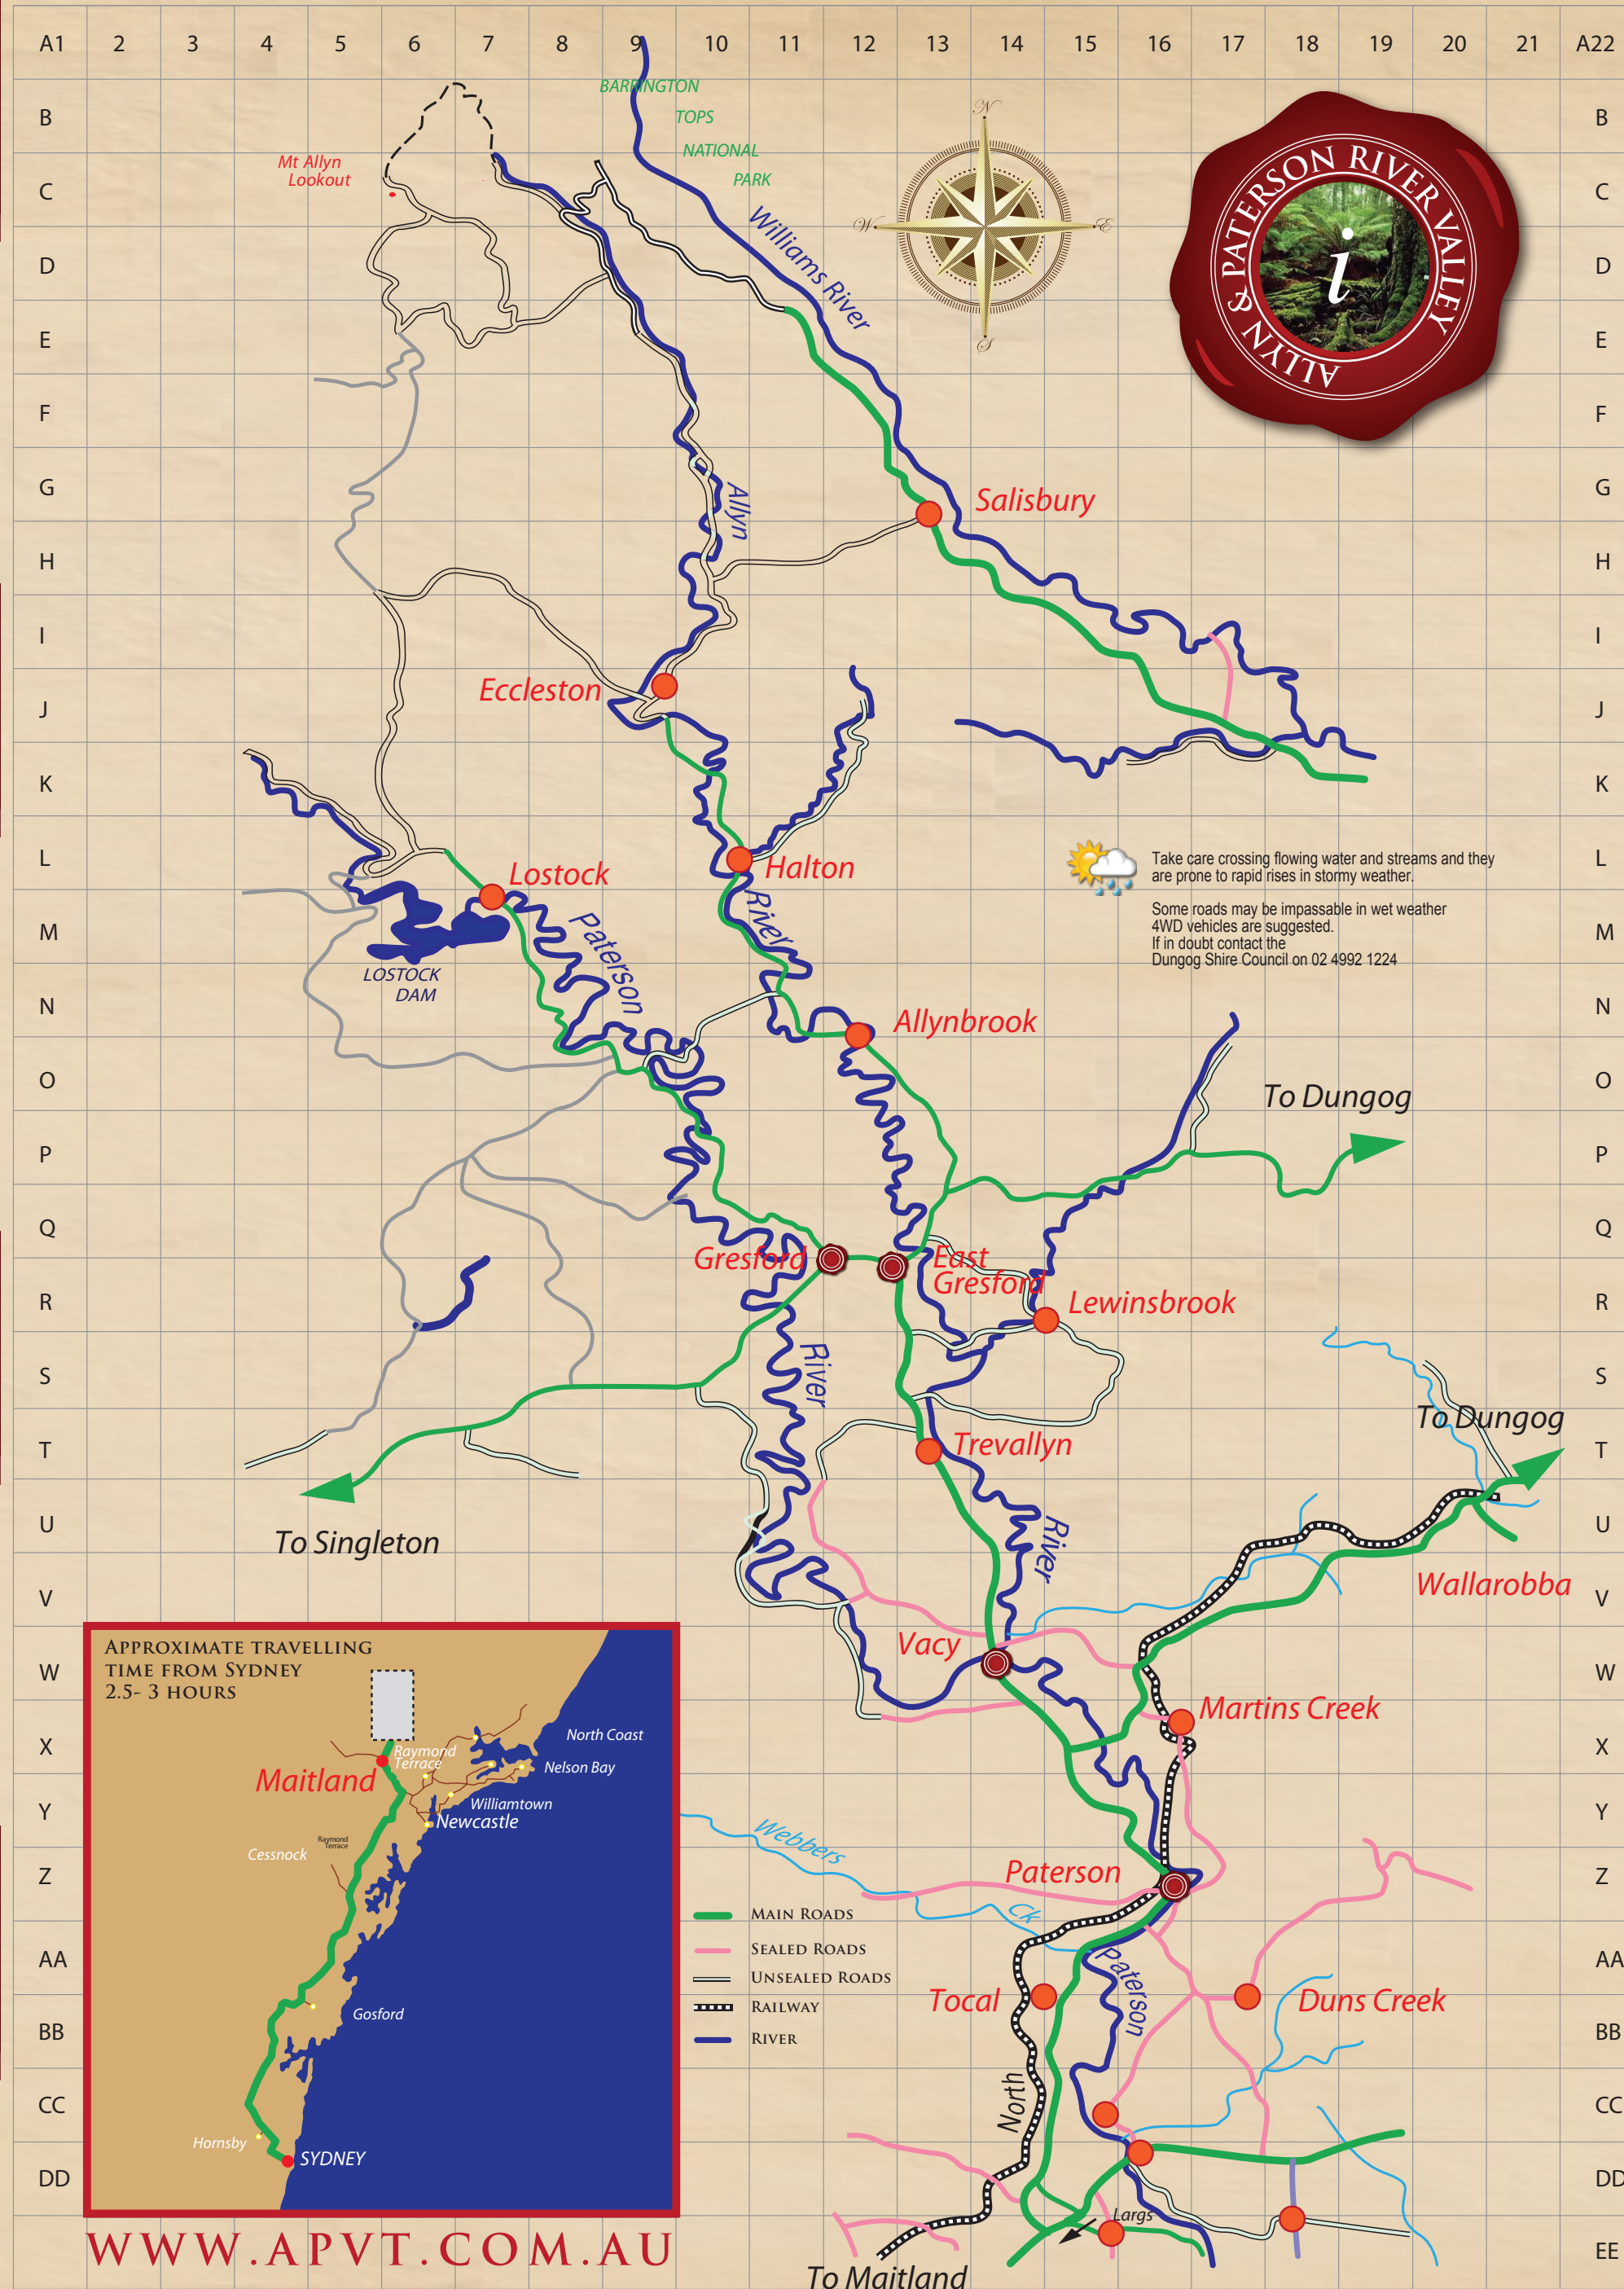 A1 2 3 4 5 6 7 8 9 10 11 12 13 14 15 16 17 18 19 20 21 A22
BARRINGTON
TOPS
NATIONAL
PARK
B B
N
W E
S
ALLYN & PATERSON RIVER VALLEY
i
Mt Allyn
Lookout
C C
Williams River
D D
E E
F F
G G
Allyn
Salisbury
H H
I I
Eccleston
J J
K K
L L
Halton
Lostock
Take care crossing flowing water and streams and they
are prone to rapid rises in stormy weather.
Some roads may be impassable in wet weather
4WD vehicles are suggested.
If in doubt contact the
Dungog Shire Council on 02 4992 1224
River
Paterson
M M
LOSTOCK
DAM
N N
Allynbrook
O O
To Dungog
P P
Q Q
Gresford
East
Gresford
R R
Lewinsbrook
S S
River
To Dungog
T T
Trevallyn
U U
To Singleton
River
V V
Wallarobba
Vacy
W W
Martins Creek
X X
Y Y
Webbers
Z Z
Paterson
Ck
AA AA
Paterson
Tocal
Duns Creek
BB BB
North
CC CC
DD DD
Largs
EE EE
To Maitland
Approximate travelling
time from Sydney
2.5- 3 hours
North Coast
Raymond
Terrace
Nelson Bay
Maitland
Williamtown
Newcastle
Raymond
Terrace
Cessnock
Gosford
Hornsby
SYDNEY
Main Roads
Sealed Roads
Unsealed Roads
Railway
River
WWW.APVT.COM.AU